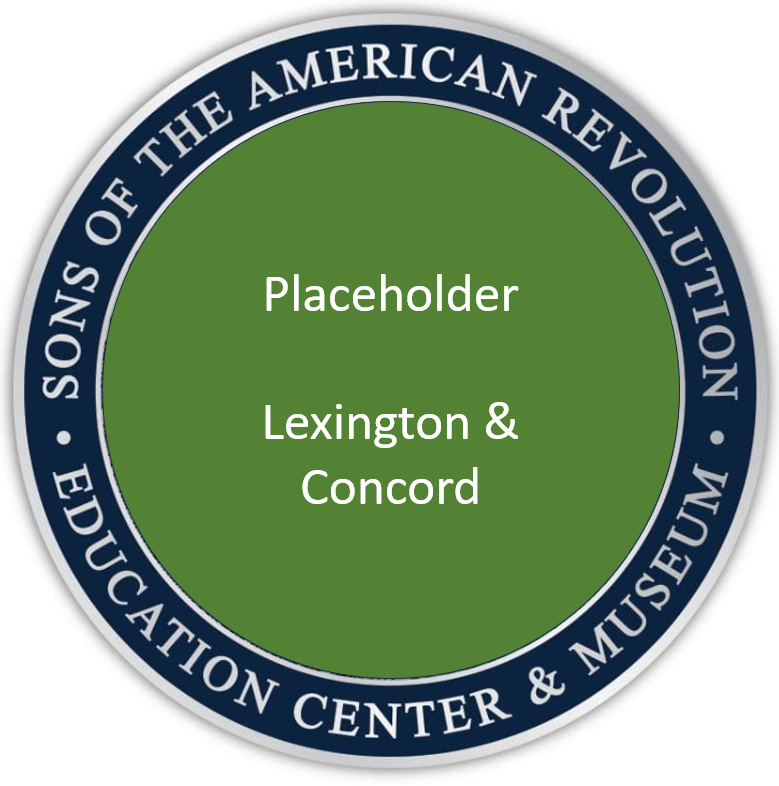 SONS OF THE AMERICAN REVOLUTION
Placeholder
Lexington &
Concord
• EDUCATION CENTER & MUSEUM •